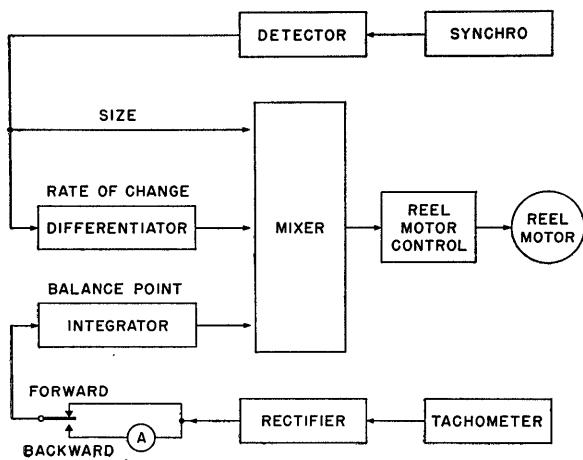 DETECTOR
SYNCHRO
SIZE
RATE OF CHANGE
DIFFERENTIATOR
MIXER
REEL
MOTOR
CONTROL
REEL
MOTOR
BALANCE POINT
INTEGRATOR
FORWARD
BACKWARD
A
RECTIFIER
TACHOMETER